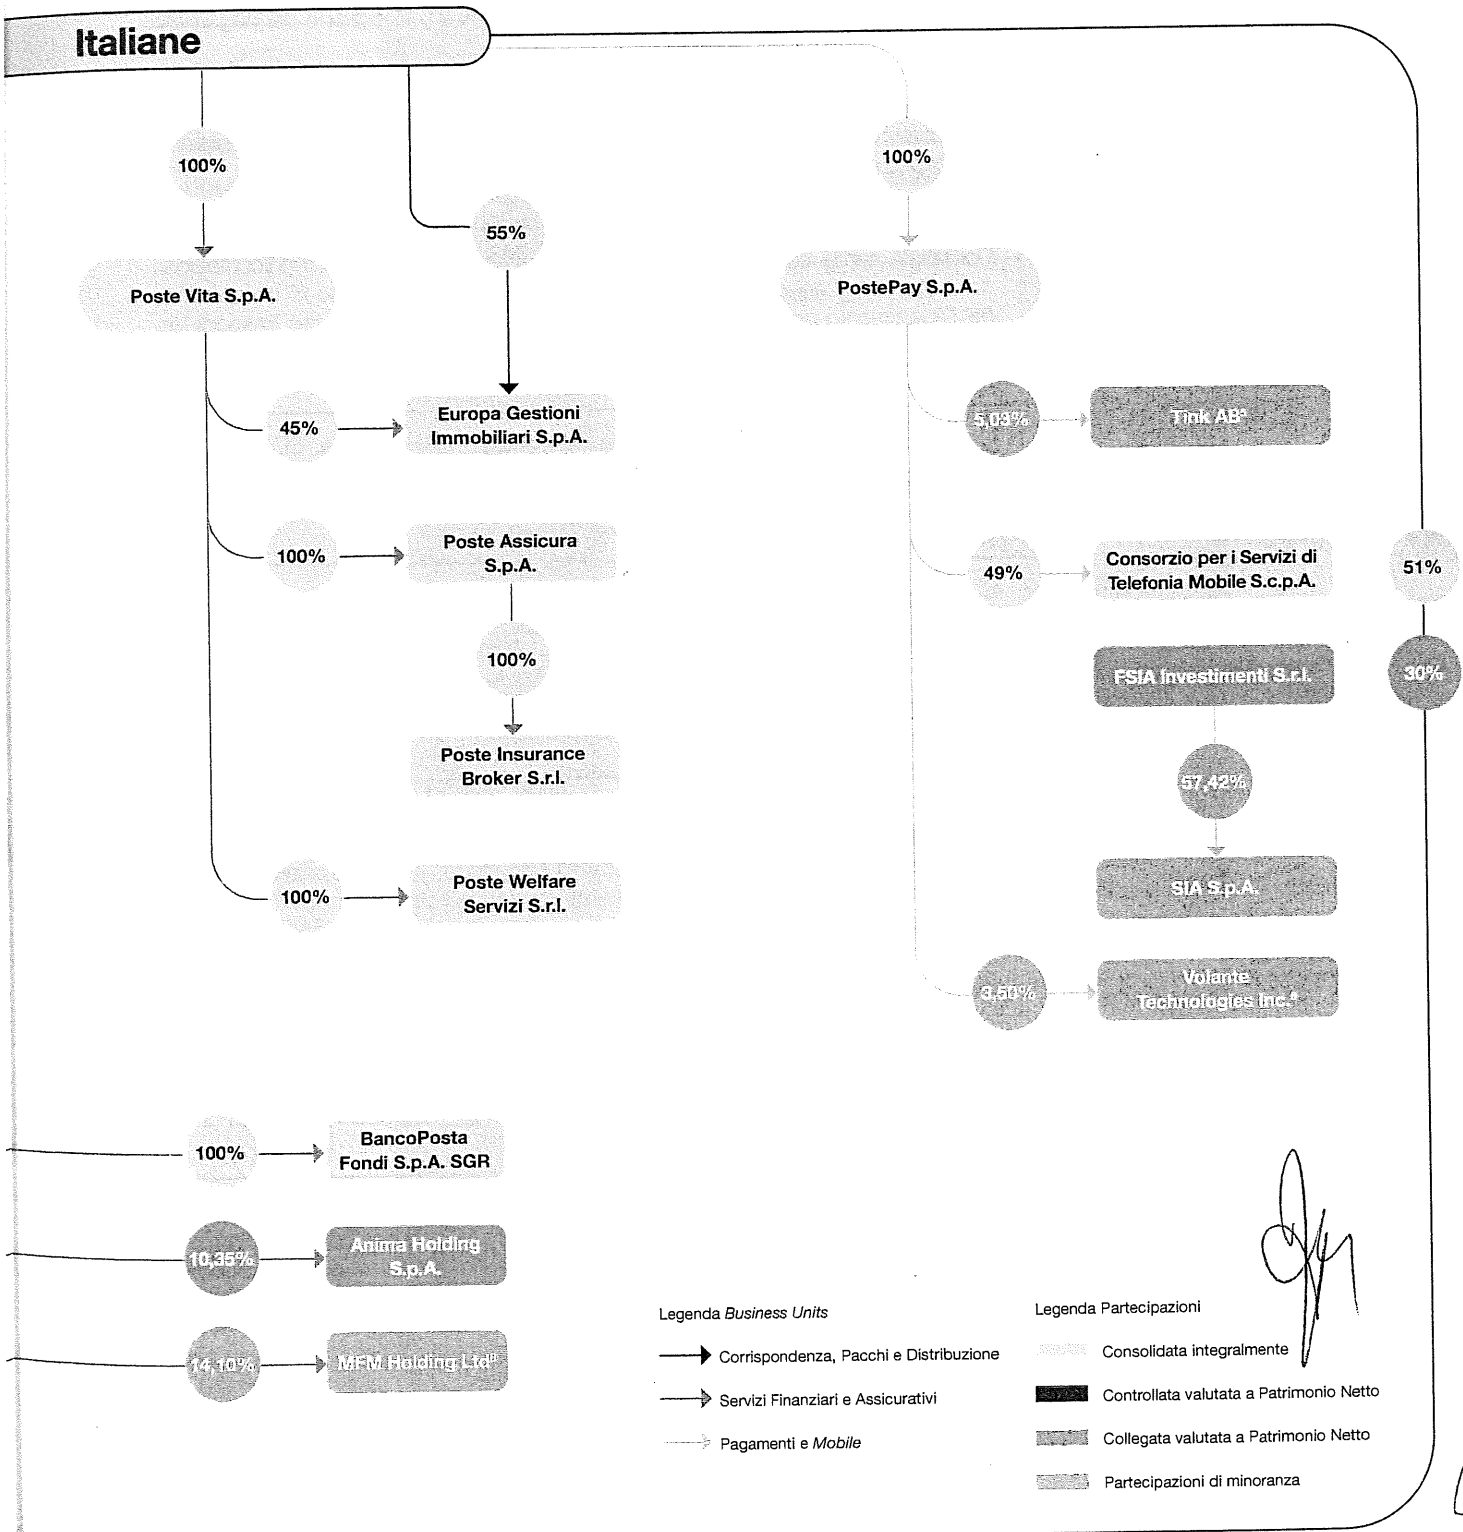 Italiane
100%
55%
Poste Vita S.p.A.
45%
Europa Gestioni
Immobiliari S.p.A.
100%
Poste Assicura
S.p.A.
100%
Poste Insurance
Broker S.r.l.
100%
Poste Welfare
Servizi S.r.l.
100%
PostePay S.p.A.
5,03%
Tink AB
49%
Consorzio per i Servizi di
Telefonia Mobile S.c.p.A.
51%
FSIA Investimenti S.r.l.
30%
57,42%
SIA S.p.A.
3,50%
Volante
Technologies Inc.
100%
BancoPosta
Fondi S.p.A. SGR
10,35%
Anima Holding
S.p.A.
14,10%
MFM Holding Ltd
Legenda Business Units
Corrispondenza, Pacchi e Distribuzione
Servizi Finanziari e Assicurativi
Pagamenti e Mobile
Legenda Partecipazioni
Consolidata integralmente
Controllata valutata a Patrimonio Netto
Collegata valutata a Patrimonio Netto
Partecipazioni di minoranza